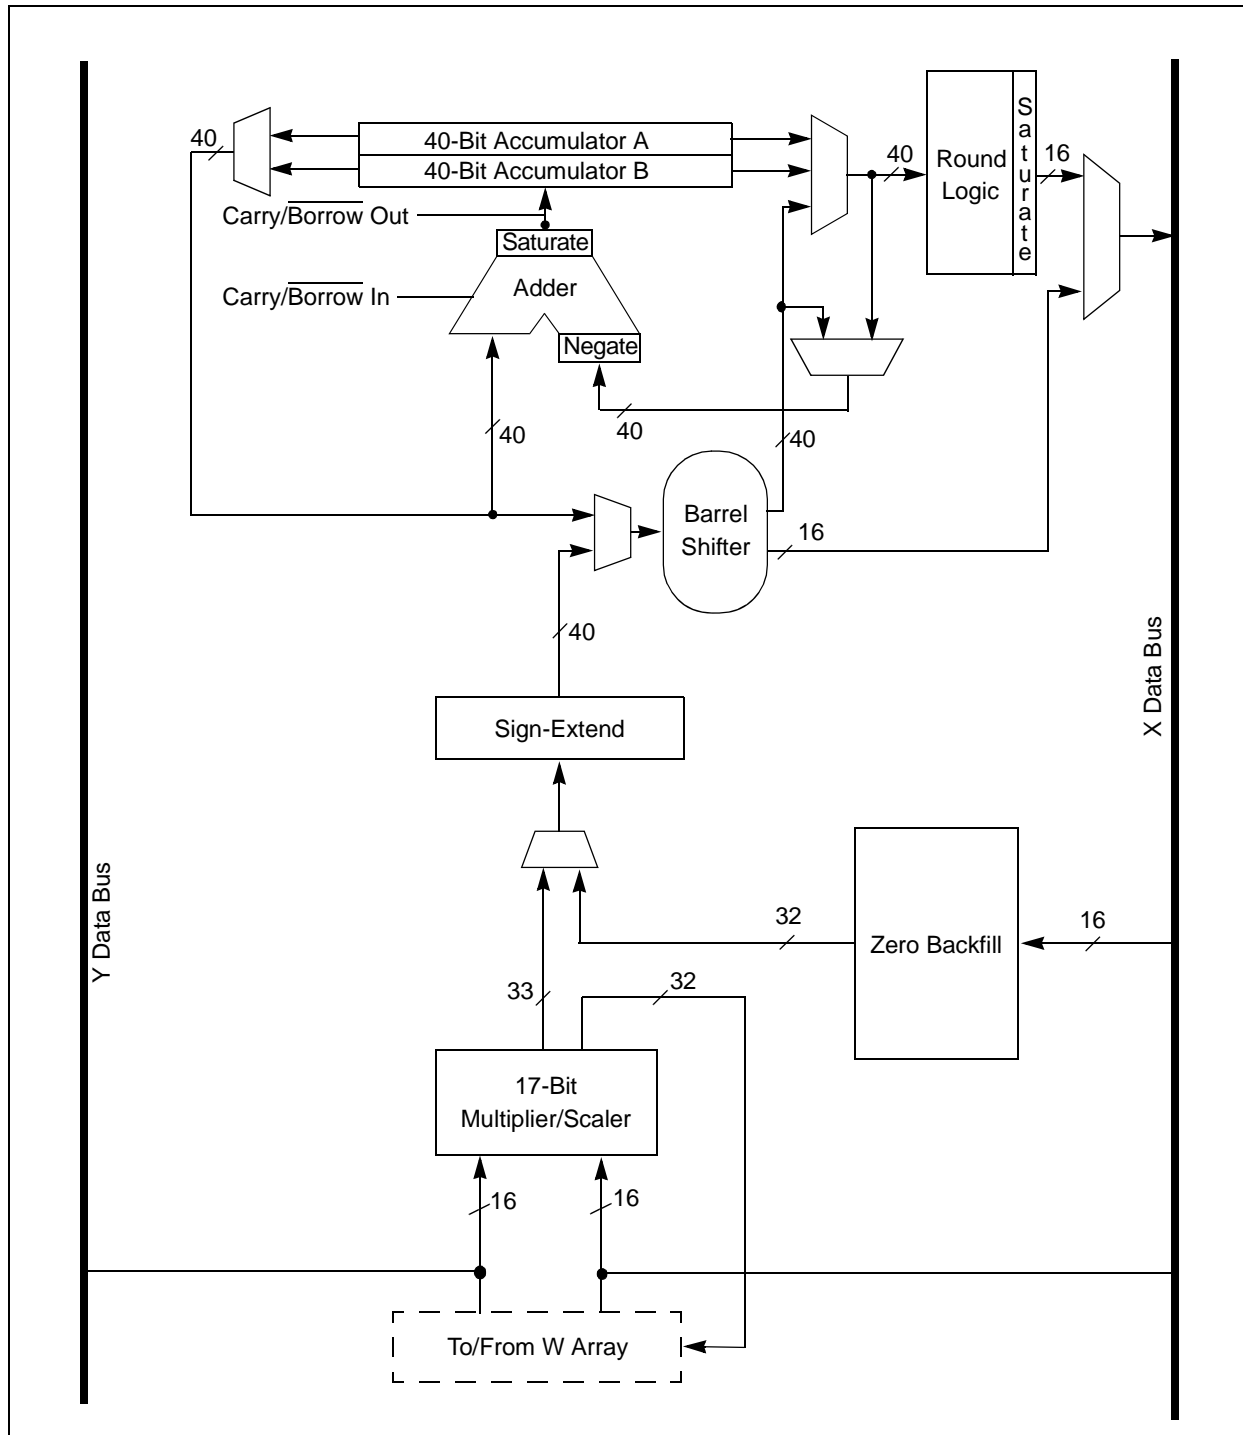 40
40-Bit Accumulator A
40-Bit Accumulator B
Carry/Borrow Out
Saturate
Carry/Borrow In
Adder
Negate
40
Round
Logic
Saturate
16
40
40
40
Barrel
Shifter
16
40
Sign-Extend
X Data Bus
Y Data Bus
32
Zero Backfill
16
33
32
17-Bit
Multiplier/Scaler
16
16
To/From W Array